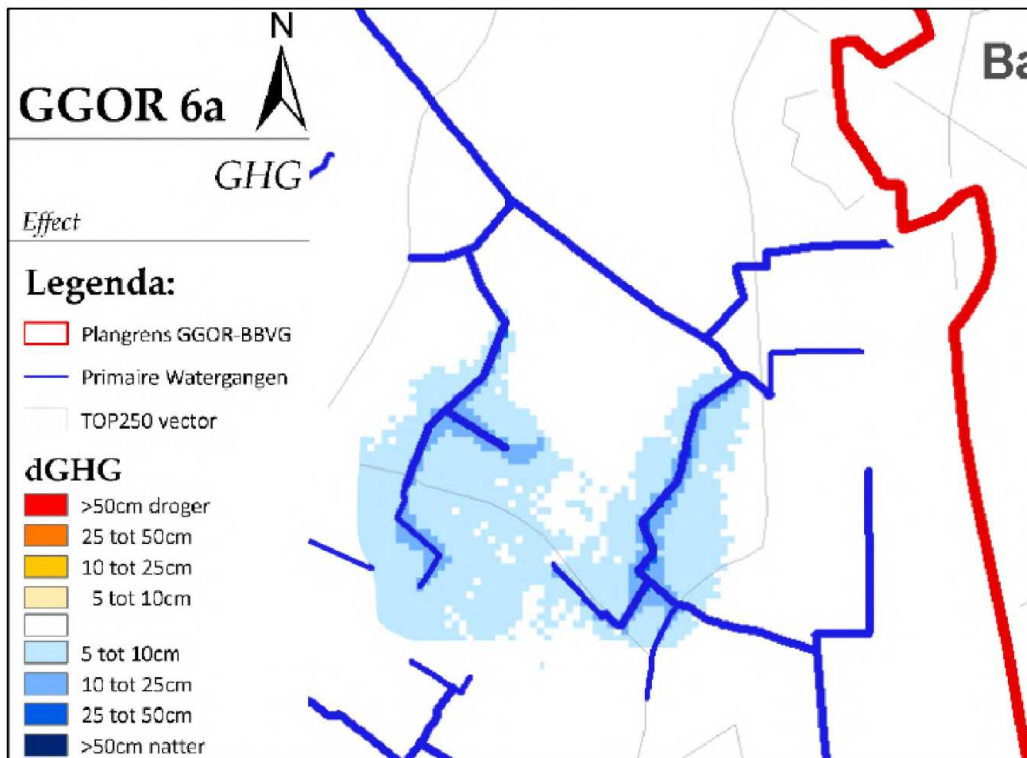 N
GGOR 6a
GHG
Effect
Legenda:
Plangrens GGOR-BBVG
Primaire Watergangen
TOP250 vector
dGHG
>50cm droger
25 tot 50cm
10 tot 25cm
5 tot 10cm
5 tot 10cm
10 tot 25cm
25 tot 50cm
>50cm natter
Ba